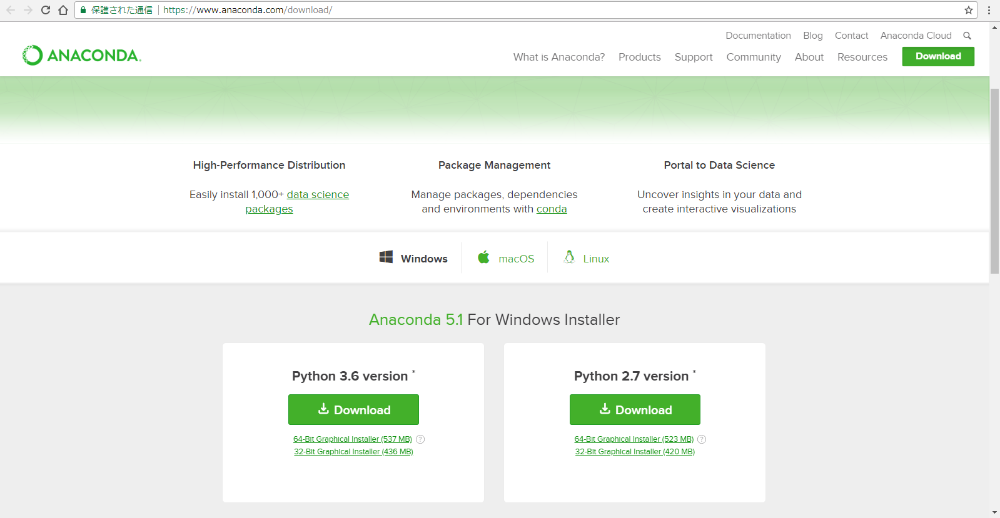 保護された通信 https://www.anaconda.com/download/
Documentation Blog Contact Anaconda Cloud
ANACONDA.
What is Anaconda? Products Support Community About Resources Download
High-Performance Distribution
Easily install 1,000+ data science
packages
Package Management
Manage packages, dependencies
and environments with conda
Portal to Data Science
Uncover insights in your data and
create interactive visualizations
Windows macOS Linux
Anaconda 5.1 For Windows Installer
Python 3.6 version *
Download
64-Bit Graphical Installer (537 MB) ?
32-Bit Graphical Installer (436 MB)
Python 2.7 version *
Download
64-Bit Graphical Installer (523 MB) ?
32-Bit Graphical Installer (420 MB)